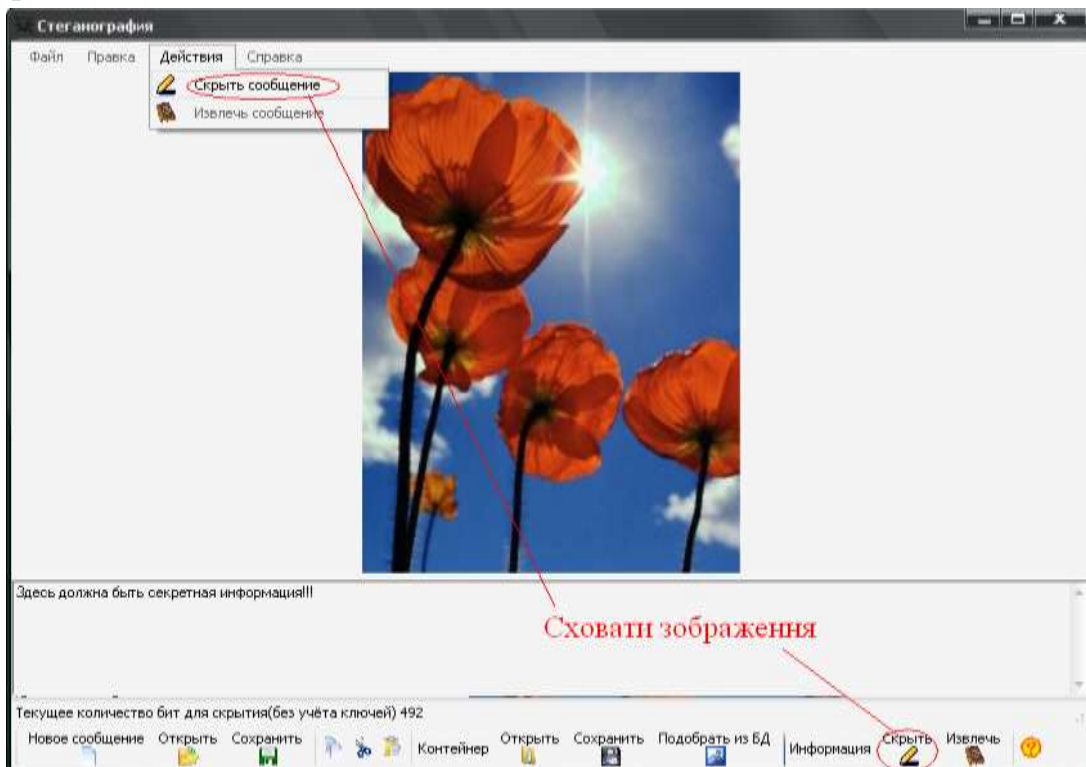 Стеганография
Файл Правка Действия Справка
Скрыть сообщение
Извлечь сообщение
Здесь должна быть секретная информация!!!
Сховати зображення
Текущее количество бит для скрытия(без учёта ключей) 492
Новое сообщение Открыть Сохранить Контейнер Открыть Сохранить Подобрать из БД Информация Скрыть Извлечь